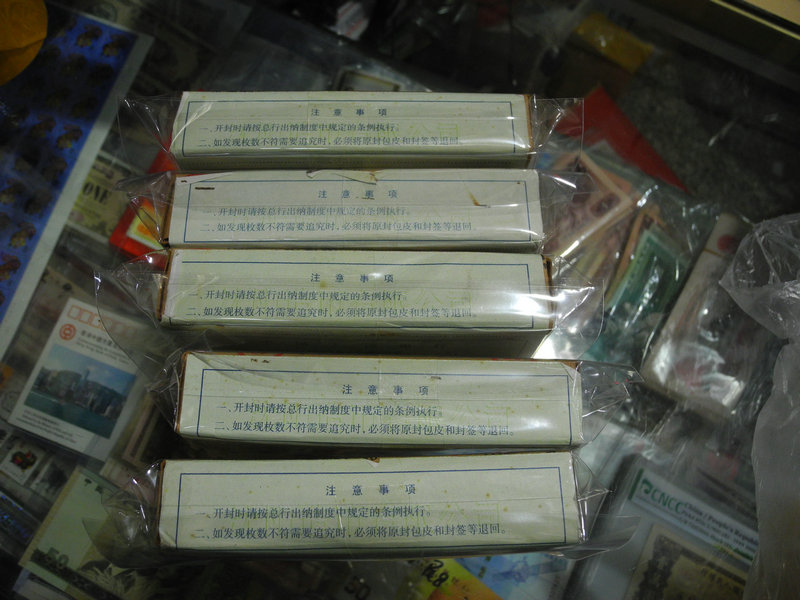 注意事项
一、开封时请按总行出纳制度中规定的条例执行。
二、如发现枚数不符需要追究时，必须将原封包皮和封签等退回。
注意事项
一、开封时请按总行出纳制度中规定的条例执行。
二、如发现枚数不符需要追究时，必须将原封包皮和封签等退回。
注意事项
一、开封时请按总行出纳制度中规定的条例执行。
二、如发现枚数不符需要追究时，必须将原封包皮和封签等退回。
注意事项
一、开封时请按总行出纳制度中规定的条例执行。
二、如发现枚数不符需要追究时，必须将原封包皮和封签等退回。
注意事项
一、开封时请按总行出纳制度中规定的条例执行。
二、如发现枚数不符需要追究时，必须将原封包皮和封签等退回。
ONE
50
50
CNCG
China / People's Republic